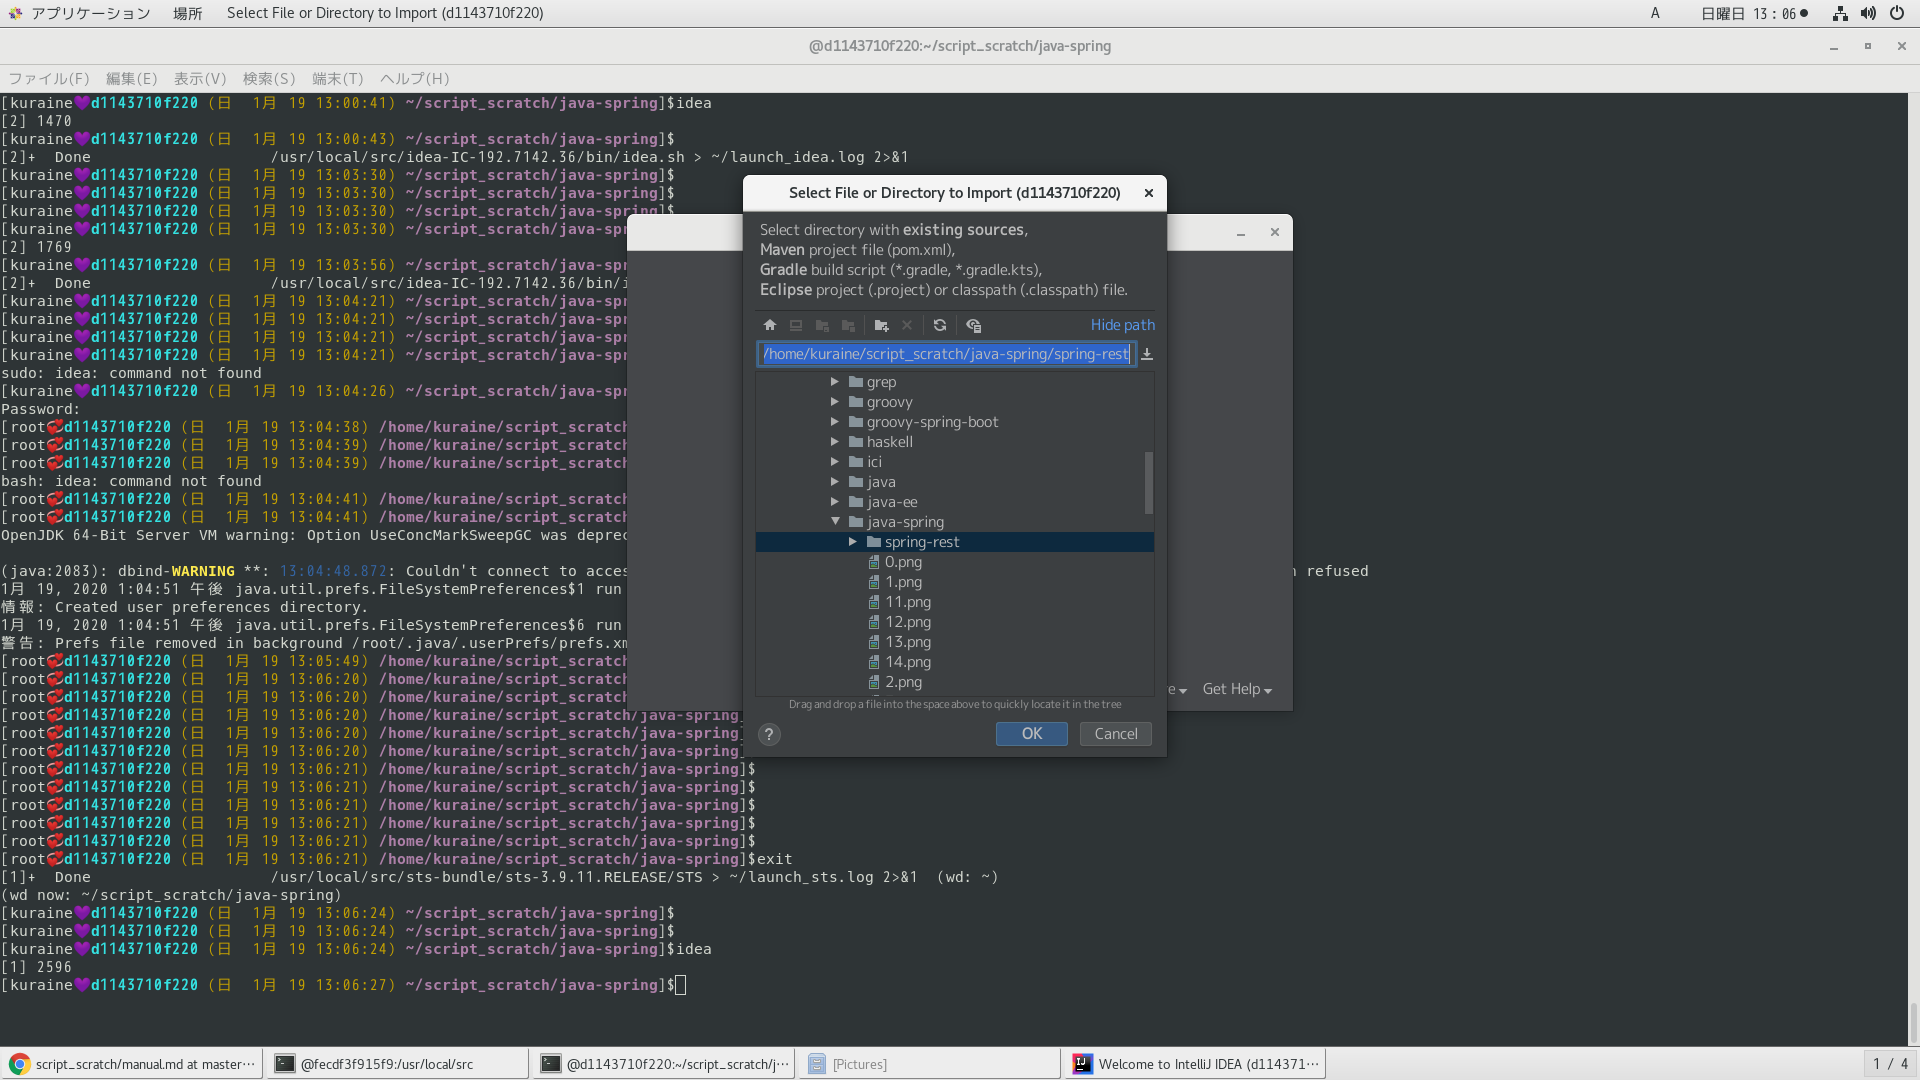 アプリケーション 場所 Select File or Directory to Import (d1143710f220) A 日曜日 13：06●
@d1143710f220:~/script_scratch/java-spring
ファイル(F) 編集(E) 表示(V) 検索(S) 端末(T) ヘルプ(H)
[kuraine💜d1143710f220 (日 1月 19 13:00:41) ~/script_scratch/java-spring]$idea
[2] 1470
[kuraine💜d1143710f220 (日 1月 19 13:00:43) ~/script_scratch/java-spring]$
[2]+ Done /usr/local/src/idea-IC-192.7142.36/bin/idea.sh > ~/launch_idea.log 2>&1
[kuraine💜d1143710f220 (日 1月 19 13:03:30) ~/script_scratch/java-spring]$
[kuraine💜d1143710f220 (日 1月 19 13:03:30) ~/script_scratch/java-spring]$
[kuraine💜d1143710f220 (日 1月 19 13:03:30) ~/script_scratch/java-spring]$
[kuraine💜d1143710f220 (日 1月 19 13:03:30) ~/script_scratch/java-spr
[2] 1769
[kuraine💜d1143710f220 (日 1月 19 13:03:56) ~/script_scratch/java-spr
[2]+ Done /usr/local/src/idea-IC-192.7142.36/bin/i
[kuraine💜d1143710f220 (日 1月 19 13:04:21) ~/script_scratch/java-spr
[kuraine💜d1143710f220 (日 1月 19 13:04:21) ~/script_scratch/java-spr
[kuraine💜d1143710f220 (日 1月 19 13:04:21) ~/script_scratch/java-spr
[kuraine💜d1143710f220 (日 1月 19 13:04:21) ~/script_scratch/java-spr
sudo: idea: command not found
[kuraine💜d1143710f220 (日 1月 19 13:04:26) ~/script_scratch/java-spr
Password:
[root💞d1143710f220 (日 1月 19 13:04:38) /home/kuraine/script_scratch
[root💞d1143710f220 (日 1月 19 13:04:39) /home/kuraine/script_scratch
[root💞d1143710f220 (日 1月 19 13:04:39) /home/kuraine/script_scratch
bash: idea: command not found
[root💞d1143710f220 (日 1月 19 13:04:41) /home/kuraine/script_scratch
[root💞d1143710f220 (日 1月 19 13:04:41) /home/kuraine/script_scratch
OpenJDK 64-Bit Server VM warning: Option UseConcMarkSweepGC was deprec
(java:2083): dbind-WARNING **: 13:04:48.872: Couldn't connect to acces n refused
1月 19, 2020 1:04:51 午後 java.util.prefs.FileSystemPreferences$1 run
情報: Created user preferences directory.
1月 19, 2020 1:04:51 午後 java.util.prefs.FileSystemPreferences$6 run
警告: Prefs file removed in background /root/.java/.userPrefs/prefs.xm
[root💞d1143710f220 (日 1月 19 13:05:49) /home/kuraine/script_scratch
[root💞d1143710f220 (日 1月 19 13:06:20) /home/kuraine/script_scratch
[root💞d1143710f220 (日 1月 19 13:06:20) /home/kuraine/script_scratch
[root💞d1143710f220 (日 1月 19 13:06:20) /home/kuraine/script_scratch/java-spring]
[root💞d1143710f220 (日 1月 19 13:06:20) /home/kuraine/script_scratch/java-spring]
[root💞d1143710f220 (日 1月 19 13:06:20) /home/kuraine/script_scratch/java-spring]
[root💞d1143710f220 (日 1月 19 13:06:21) /home/kuraine/script_scratch/java-spring]$
[root💞d1143710f220 (日 1月 19 13:06:21) /home/kuraine/script_scratch/java-spring]$
[root💞d1143710f220 (日 1月 19 13:06:21) /home/kuraine/script_scratch/java-spring]$
[root💞d1143710f220 (日 1月 19 13:06:21) /home/kuraine/script_scratch/java-spring]$
[root💞d1143710f220 (日 1月 19 13:06:21) /home/kuraine/script_scratch/java-spring]$
[root💞d1143710f220 (日 1月 19 13:06:21) /home/kuraine/script_scratch/java-spring]$exit
[1]+ Done /usr/local/src/sts-bundle/sts-3.9.11.RELEASE/STS > ~/launch_sts.log 2>&1 (wd: ~)
(wd now: ~/script_scratch/java-spring)
[kuraine💜d1143710f220 (日 1月 19 13:06:24) ~/script_scratch/java-spring]$
[kuraine💜d1143710f220 (日 1月 19 13:06:24) ~/script_scratch/java-spring]$
[kuraine💜d1143710f220 (日 1月 19 13:06:24) ~/script_scratch/java-spring]$idea
[1] 2596
[kuraine💜d1143710f220 (日 1月 19 13:06:27) ~/script_scratch/java-spring]$
Select File or Directory to Import (d1143710f220)
Select directory with existing sources,
Maven project file (pom.xml),
Gradle build script (*.gradle, *.gradle.kts),
Eclipse project (.project) or classpath (.classpath) file.
Hide path
/home/kuraine/script_scratch/java-spring/spring-rest
grep
groovy
groovy-spring-boot
haskell
ici
java
java-ee
java-spring
spring-rest
0.png
1.png
11.png
12.png
13.png
14.png
2.png
Drag and drop a file into the space above to quickly locate it in the tree
? OK Cancel
e Get Help
script_scratch/manual.md at master⋯ @fecdf3f915f9:/usr/local/src @d1143710f220:~/script_scratch/j⋯ [Pictures] Welcome to IntelliJ IDEA (d114371⋯ 1 / 4